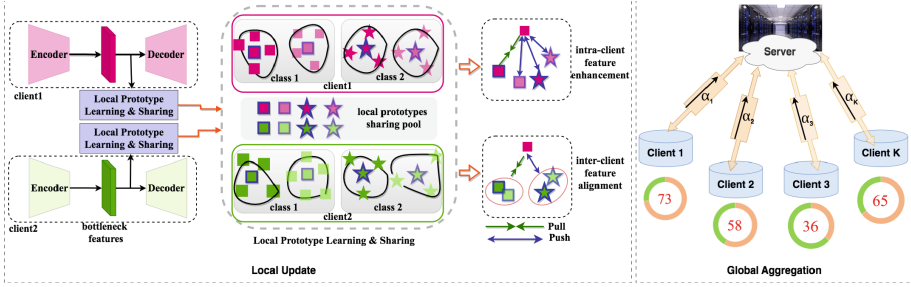 Encoder
Decoder
client1
Local Prototype
Learning & Sharing
Local Prototype
Learning & Sharing
Encoder
Decoder
client2
bottleneck
features
class 1
class 2
client1
local prototypes
sharing pool
class 1
class 2
client2
Local Prototype Learning & Sharing
intra-client
feature
enhancement
inter-client
feature
alignment
Pull
Push
Local Update
Server
α1
α2
α3
αK
Client 1
Client 2
Client 3
Client K
73
58
36
65
Global Aggregation